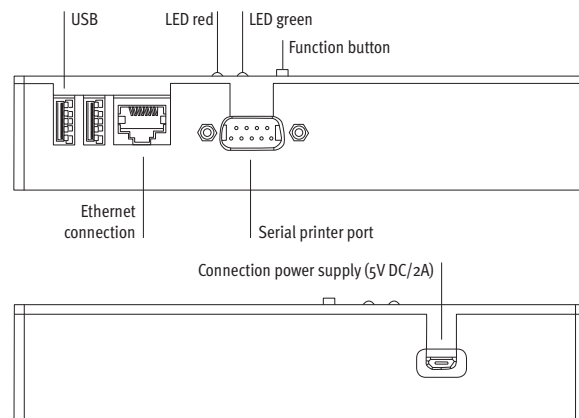 USB
LED red
LED green
Function button
Ethernet
connection
Serial printer port
Connection power supply (5V DC/2A)